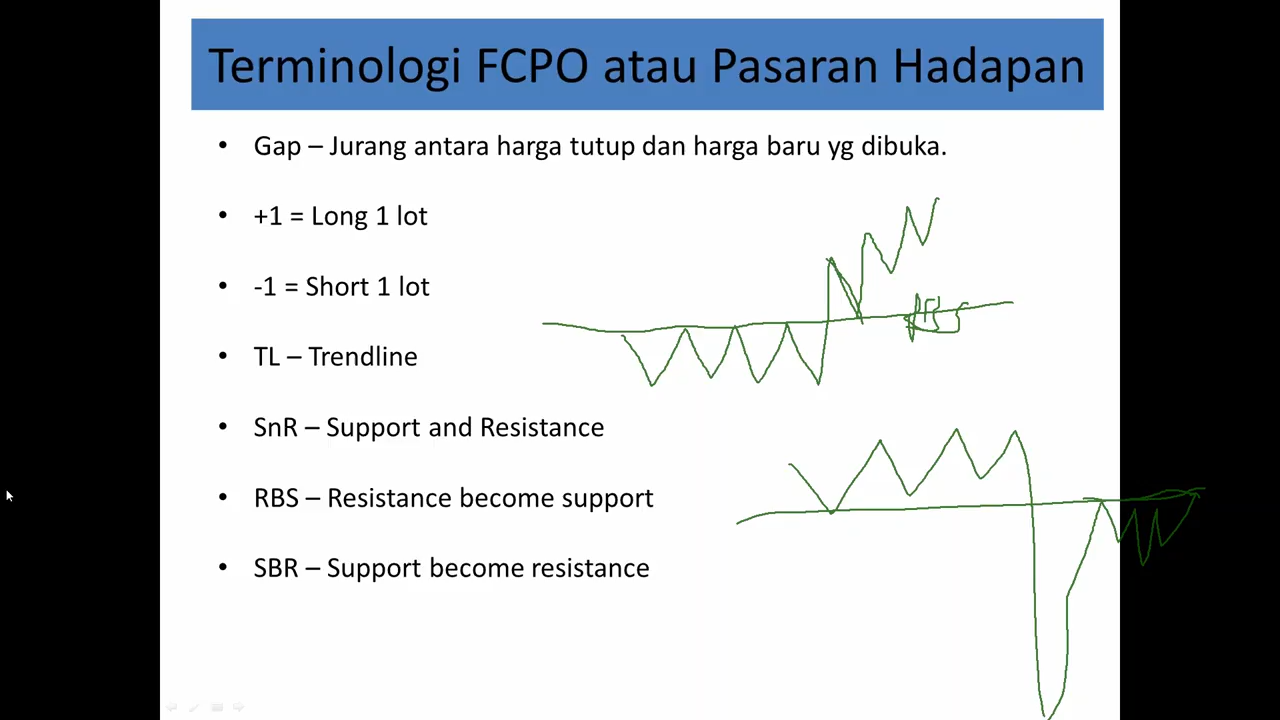 Terminologi FCPO atau Pasaran Hadapan
• Gap – Jurang antara harga tutup dan harga baru yg dibuka.
• +1 = Long 1 lot
• -1 = Short 1 lot
• TL – Trendline
• SnR – Support and Resistance
• RBS – Resistance become support
• SBR – Support become resistance